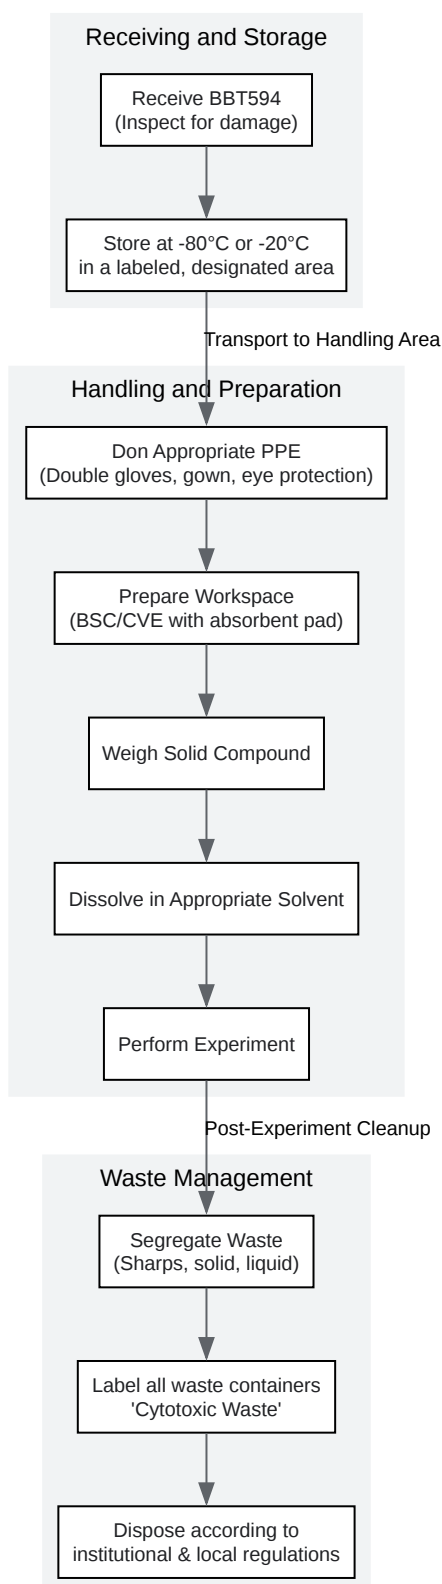 Receiving and Storage
Receive BBT594
(Inspect for damage)
Store at -80°C or -20°C
in a labeled, designated area
Transport to Handling Area
Handling and Preparation
Don Appropriate PPE
(Double gloves, gown, eye protection)
Prepare Workspace
(BSC/CVE with absorbent pad)
Weigh Solid Compound
Dissolve in Appropriate Solvent
Perform Experiment
Post-Experiment Cleanup
Waste Management
Segregate Waste
(Sharps, solid, liquid)
Label all waste containers
'Cytotoxic Waste'
Dispose according to
institutional & local regulations